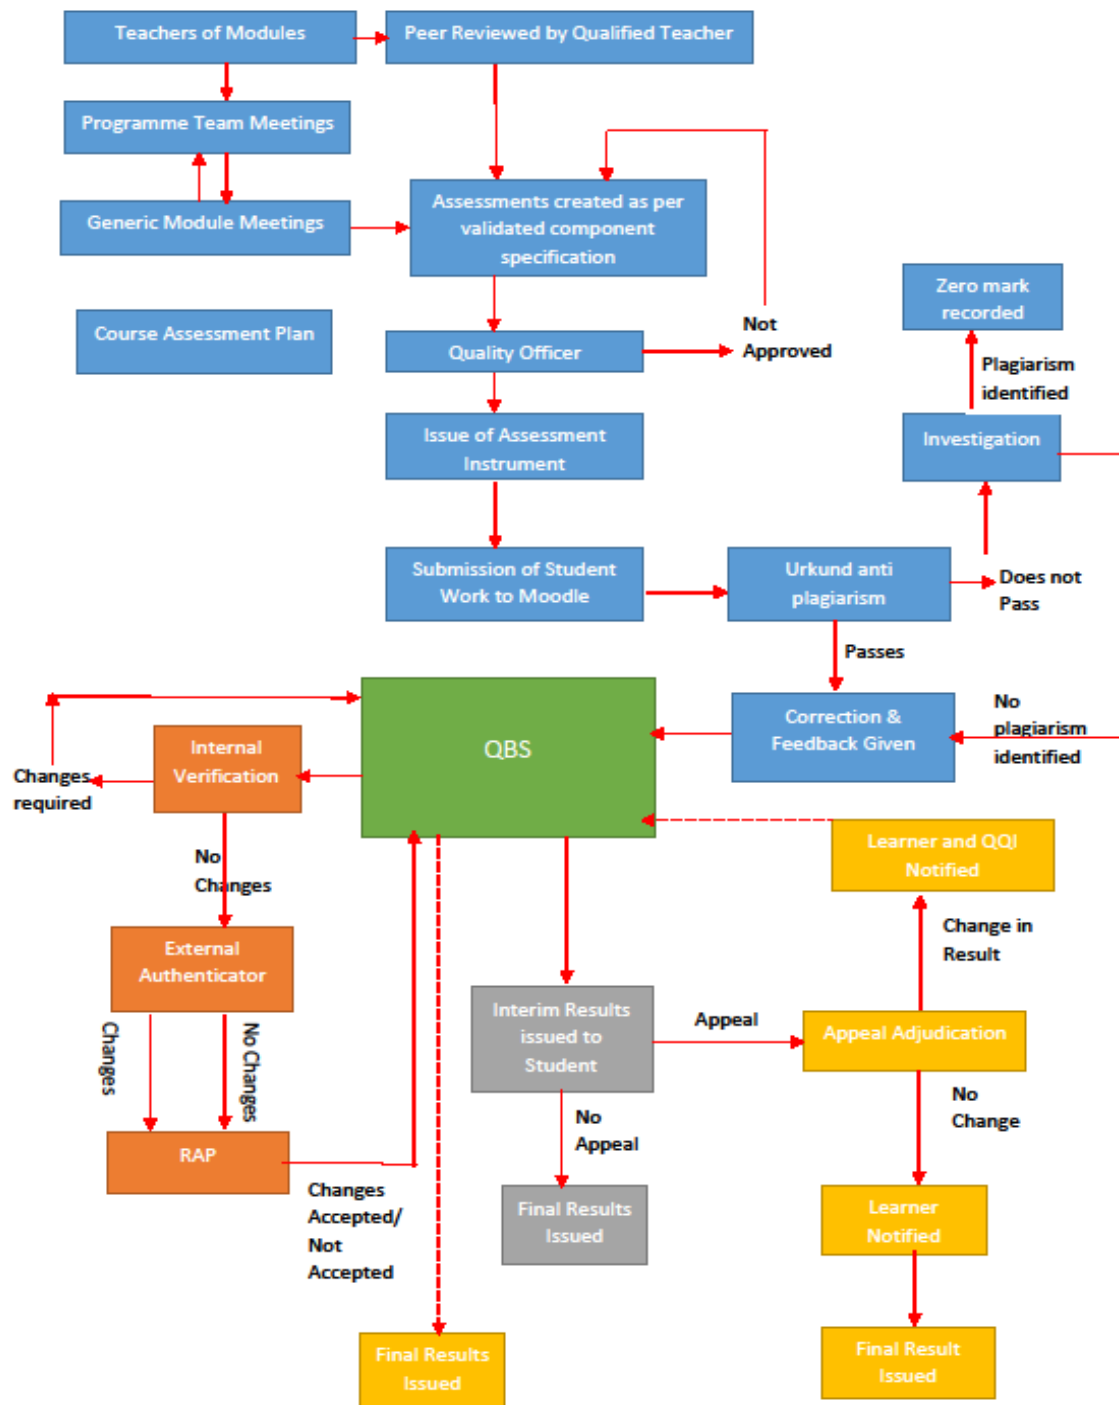 Teachers of Modules
Peer Reviewed by Qualified Teacher
Programme Team Meetings
Generic Module Meetings
Assessments created as per
validated component
specification
Course Assessment Plan
Quality Officer
Not
Approved
Zero mark
recorded
Plagiarism
identified
Issue of Assessment
Instrument
Investigation
Submission of Student
Work to Moodle
Urkund anti
plagiarism
Does not
Pass
Passes
QBS
Correction &
Feedback Given
No
plagiarism
identified
Internal
Verification
Changes
required
No
Changes
Learner and QQI
Notified
Change in
Result
External
Authenticator
Changes
No Changes
Interim Results
issued to
Student
Appeal
Appeal Adjudication
No
Appeal
No
Change
RAP
Changes
Accepted/
Not
Accepted
Final Results
Issued
Learner
Notified
Final Results
Issued
Final Result
Issued